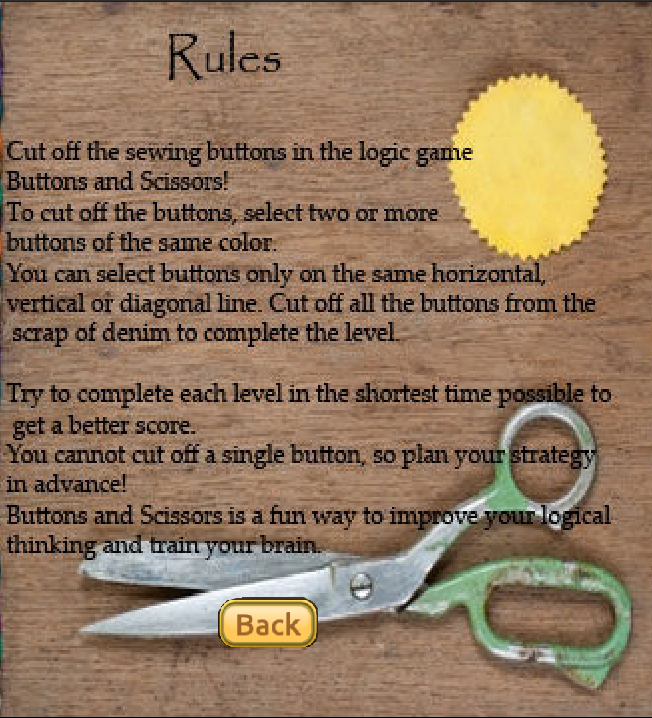 Rules
Cut off the sewing buttons in the logic game
Buttons and Scissors!
To cut off the buttons, select two or more
buttons of the same color.
You can select buttons only on the same horizontal,
vertical or diagonal line. Cut off all the buttons from the
scrap of denim to complete the level.
Try to complete each level in the shortest time possible to
get a better score.
You cannot cut off a single button, so plan your strategy
in advance!
Buttons and Scissors is a fun way to improve your logical
thinking and train your brain.
Back